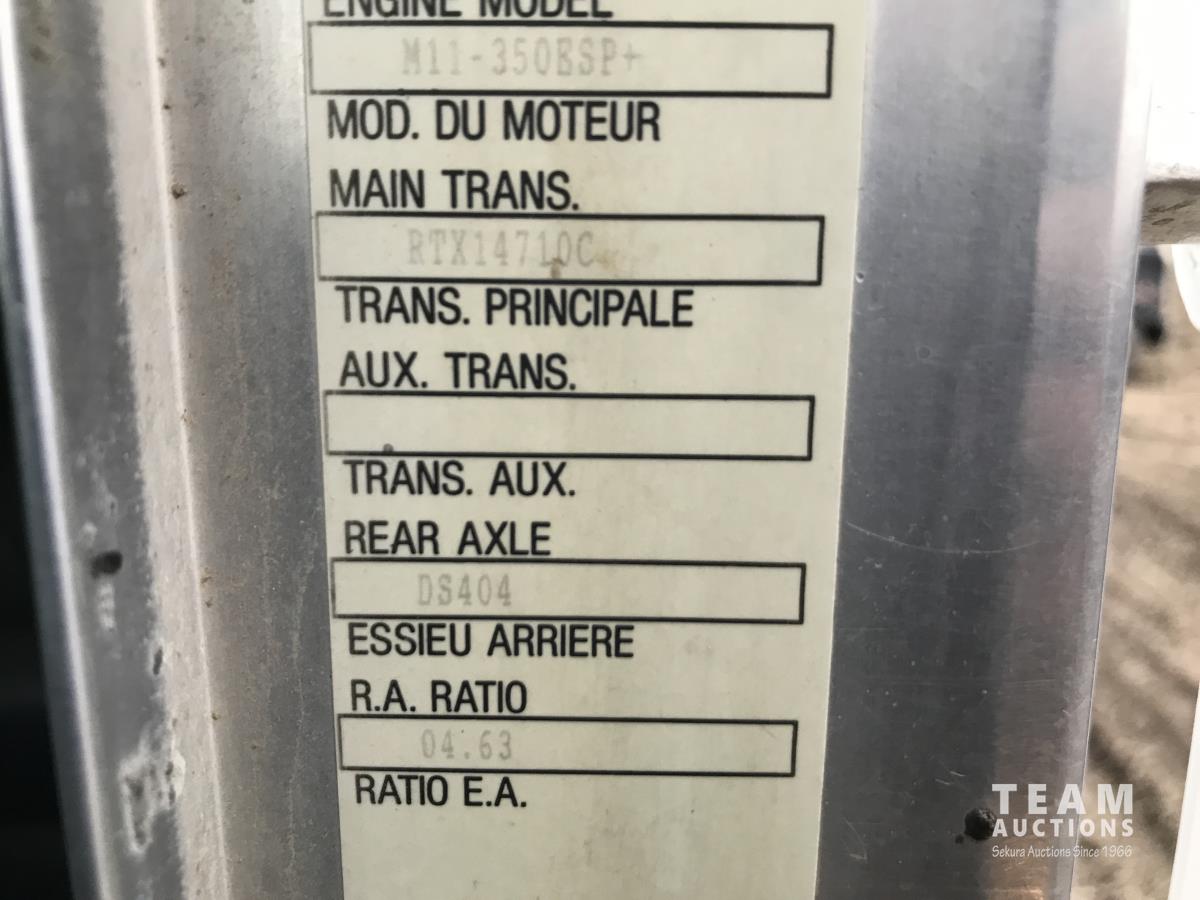 ENGINE MODEL
M11-350ESP+
MOD. DU MOTEUR
MAIN TRANS.
RTX14710C
TRANS. PRINCIPALE
AUX. TRANS.
TRANS. AUX.
REAR AXLE
DS404
ESSIEU ARRIERE
R.A. RATIO
04.63
RATIO E.A.
TEAM
AUCTIONS
Sekura Auctions Since 1966